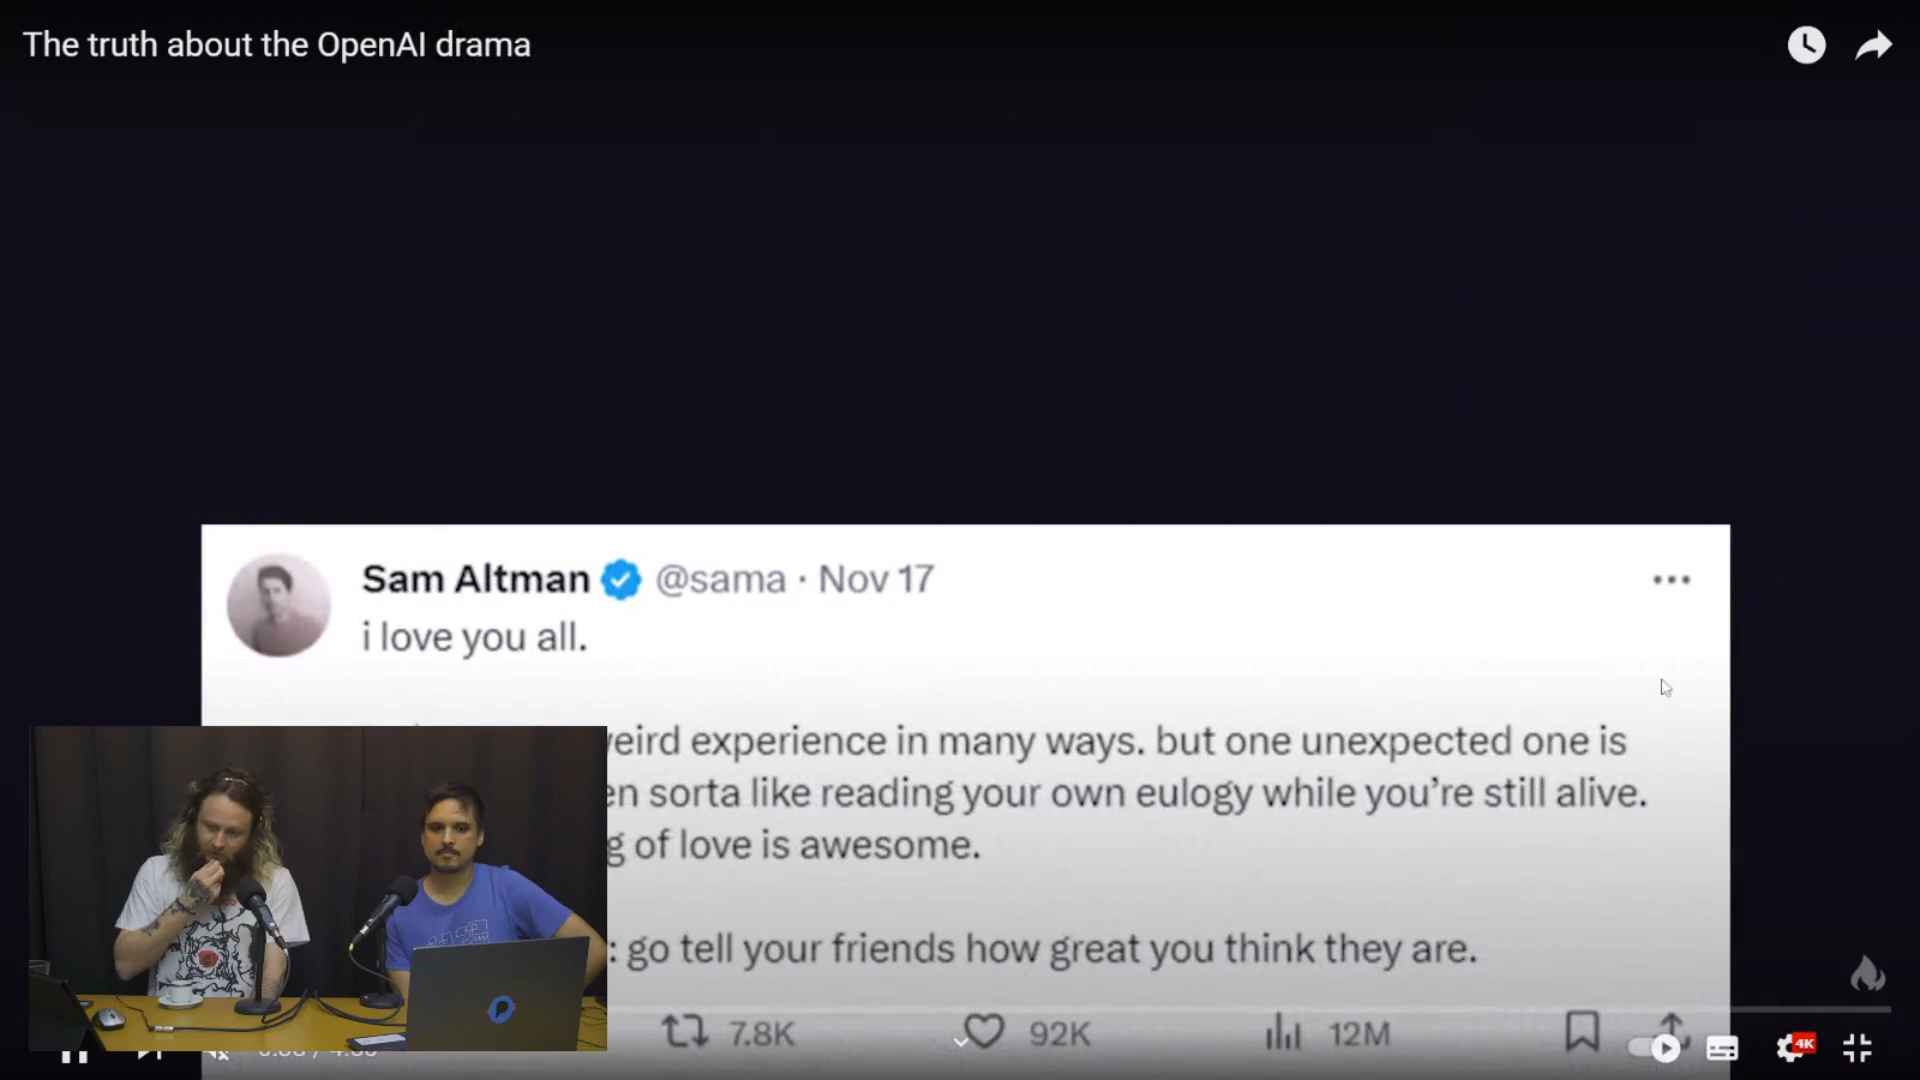 The truth about the OpenAI drama
Sam Altman @sama · Nov 17
i love you all.
weird experience in many ways. but one unexpected one is
sorta like reading your own eulogy while you're still alive.
of love is awesome.
: go tell your friends how great you think they are.
7.8K 92K 12M
4K